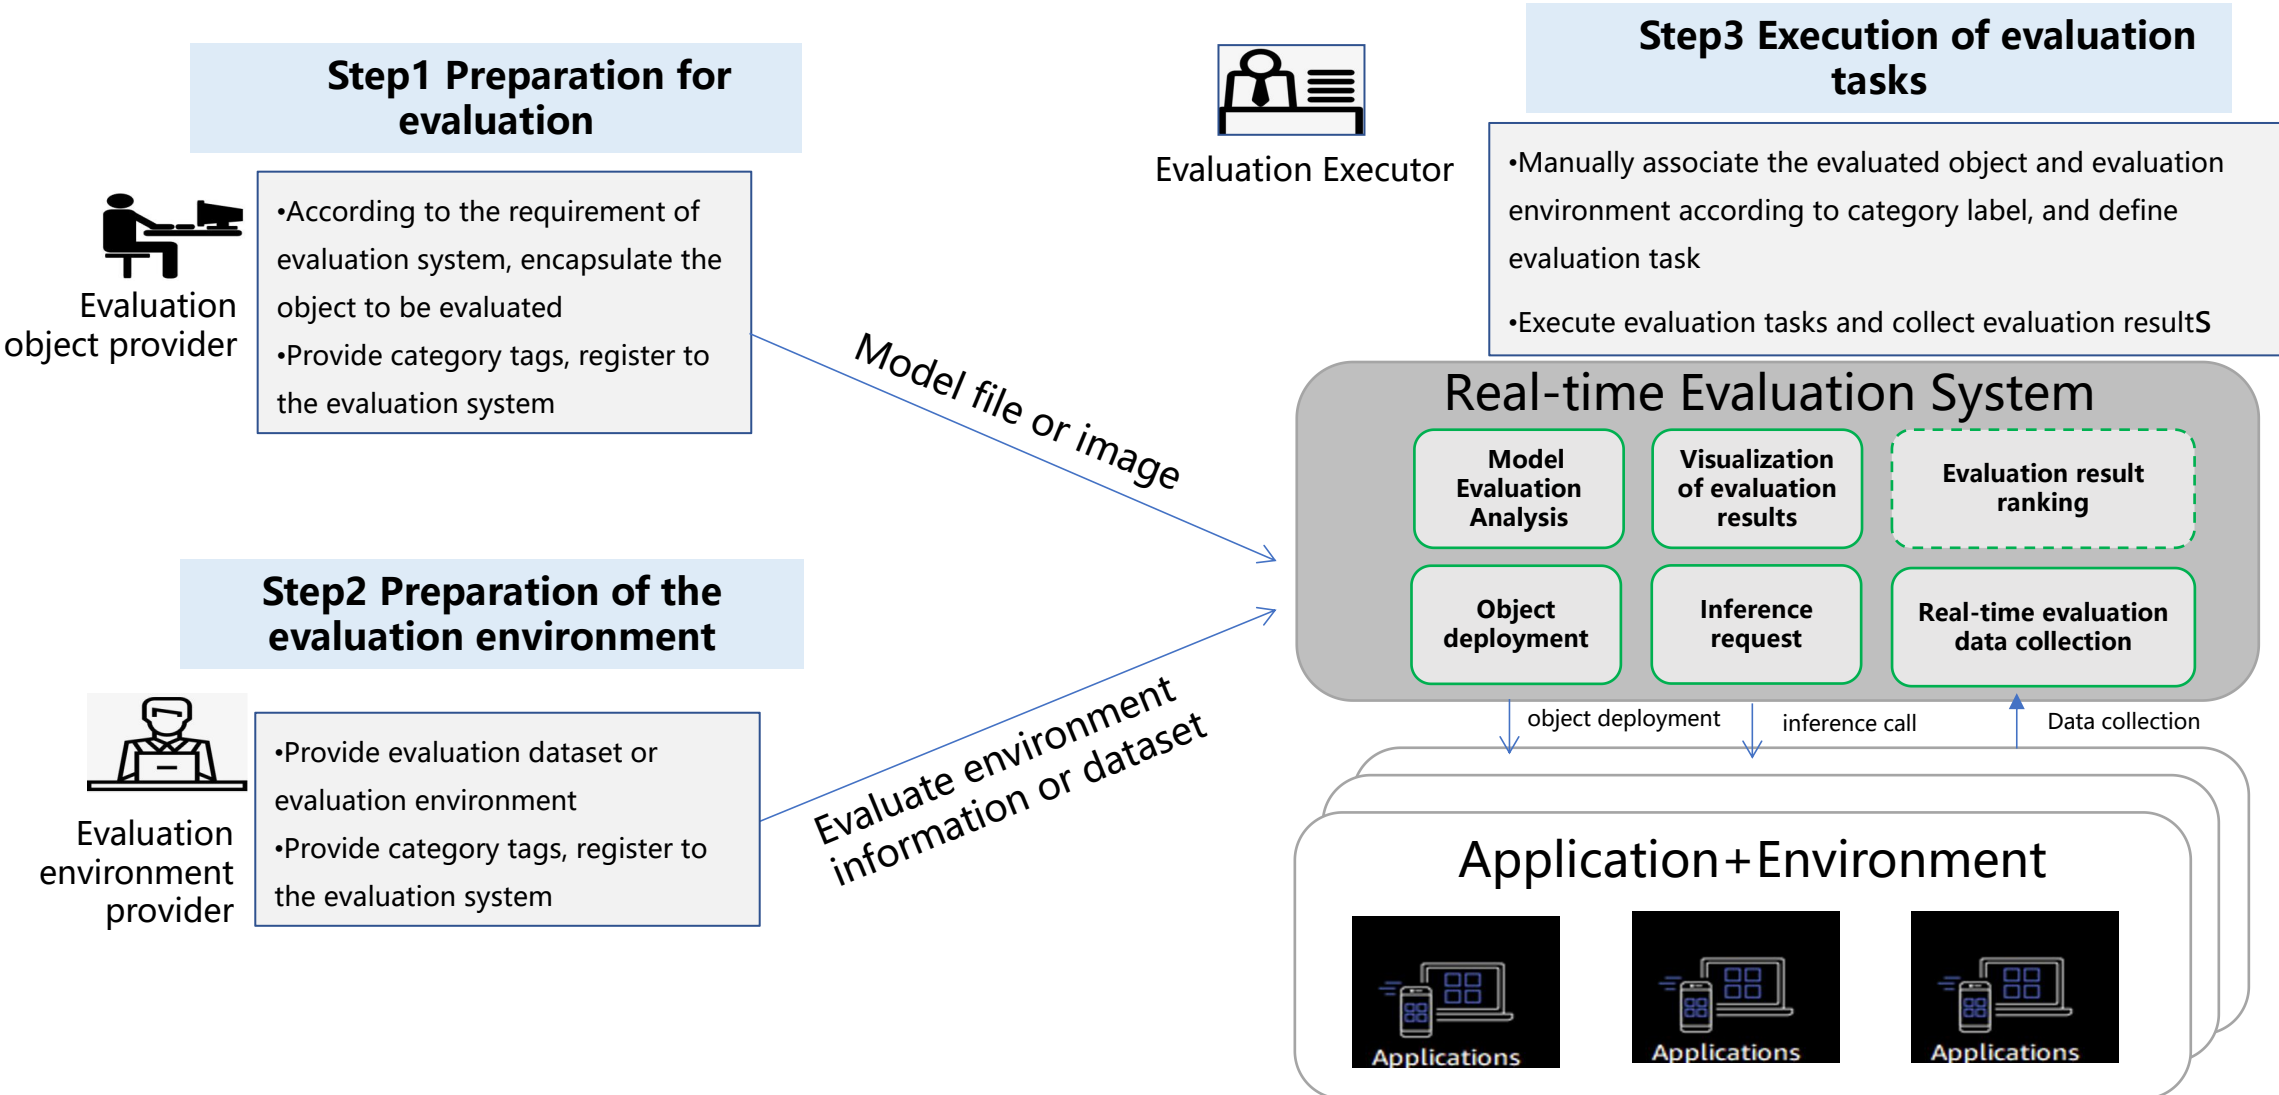 Step1 Preparation for
evaluation
Evaluation
object provider
•According to the requirement of
evaluation system, encapsulate the
object to be evaluated
•Provide category tags, register to
the evaluation system
Model file or image
Step2 Preparation of the
evaluation environment
Evaluation
environment
provider
•Provide evaluation dataset or
evaluation environment
•Provide category tags, register to
the evaluation system
Evaluate environment
information or dataset
Evaluation Executor
Step3 Execution of evaluation
tasks
•Manually associate the evaluated object and evaluation
environment according to category label, and define
evaluation task
•Execute evaluation tasks and collect evaluation resultS
Real-time Evaluation System
Model
Evaluation
Analysis
Visualization
of evaluation
results
Evaluation result
ranking
Object
deployment
Inference
request
Real-time evaluation
data collection
object deployment
inference call
Data collection
Application+Environment
Applications
Applications
Applications